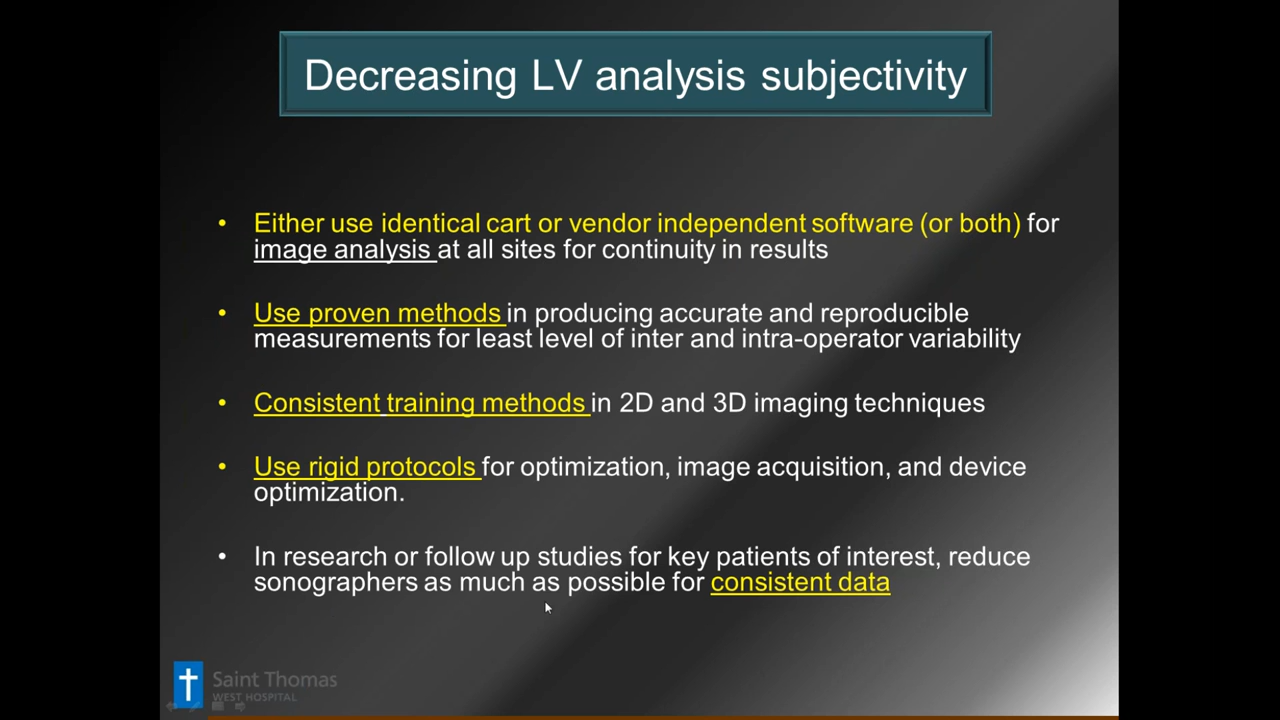 Decreasing LV analysis subjectivity
• Either use identical cart or vendor independent software (or both) for
image analysis at all sites for continuity in results
• Use proven methods in producing accurate and reproducible
measurements for least level of inter and intra-operator variability
• Consistent training methods in 2D and 3D imaging techniques
• Use rigid protocols for optimization, image acquisition, and device
optimization.
• In research or follow up studies for key patients of interest, reduce
sonographers as much as possible for consistent data
Saint Thomas
WEST HOSPITAL